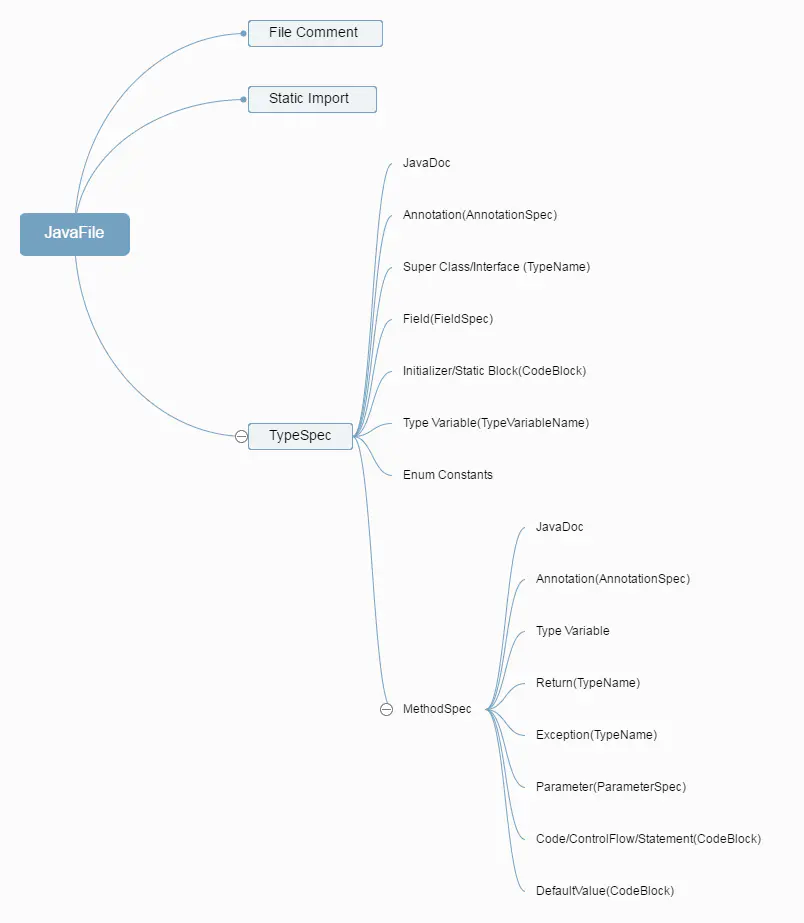 File Comment
Static Import
JavaFile
TypeSpec
JavaDoc
Annotation(AnnotationSpec)
Super Class/Interface (TypeName)
Field(FieldSpec)
Initializer/Static Block(CodeBlock)
Type Variable(TypeVariableName)
Enum Constants
MethodSpec
JavaDoc
Annotation(AnnotationSpec)
Type Variable
Return(TypeName)
Exception(TypeName)
Parameter(ParameterSpec)
Code/ControlFlow/Statement(CodeBlock)
DefaultValue(CodeBlock)